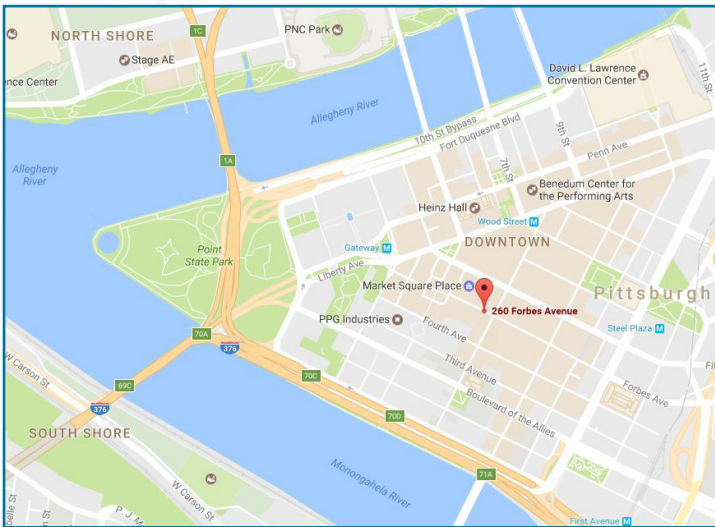 NORTH SHORE
1C
PNC Park
Stage AE
ence Center
David L. Lawrence
Convention Center
11th St
Allegheny River
10th St Bypass
Fort Duquesne Blvd
9th St
7th St
Penn Ave
Allegheny
River
1A
Benedum Center for
the Performing Arts
Heinz Hall
Wood Street M
DOWNTOWN
Point
State Park
Gateway M
Liberty Ave
Market Square Place
260 Forbes Avenue
Pittsburgh
PPG Industries
Fourth Ave
Steel Plaza M
70A
376
Third Avenue
W Carson St
69C
70C
Boulevard of the Allies
Forbes Ave
Fif
376
70D
SOUTH SHORE
71A
Monongahela River
W Carson St
belle St
P J M
First Avenue M